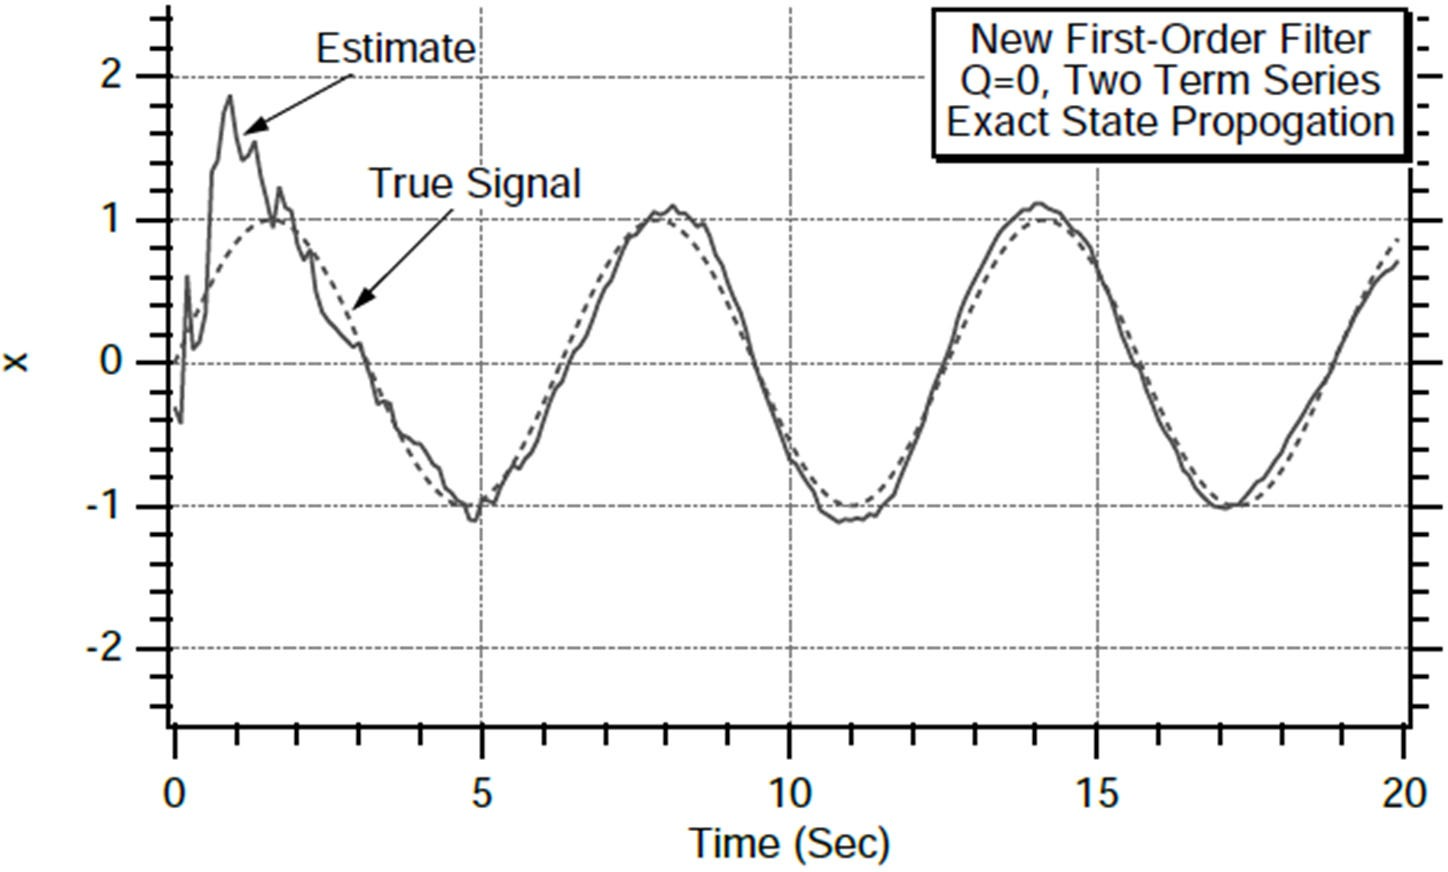 New First-Order Filter
Q=0, Two Term Series
Exact State Propogation
Estimate
True Signal
2
1
0
-1
-2
x
0 5 10 15 20
Time (Sec)